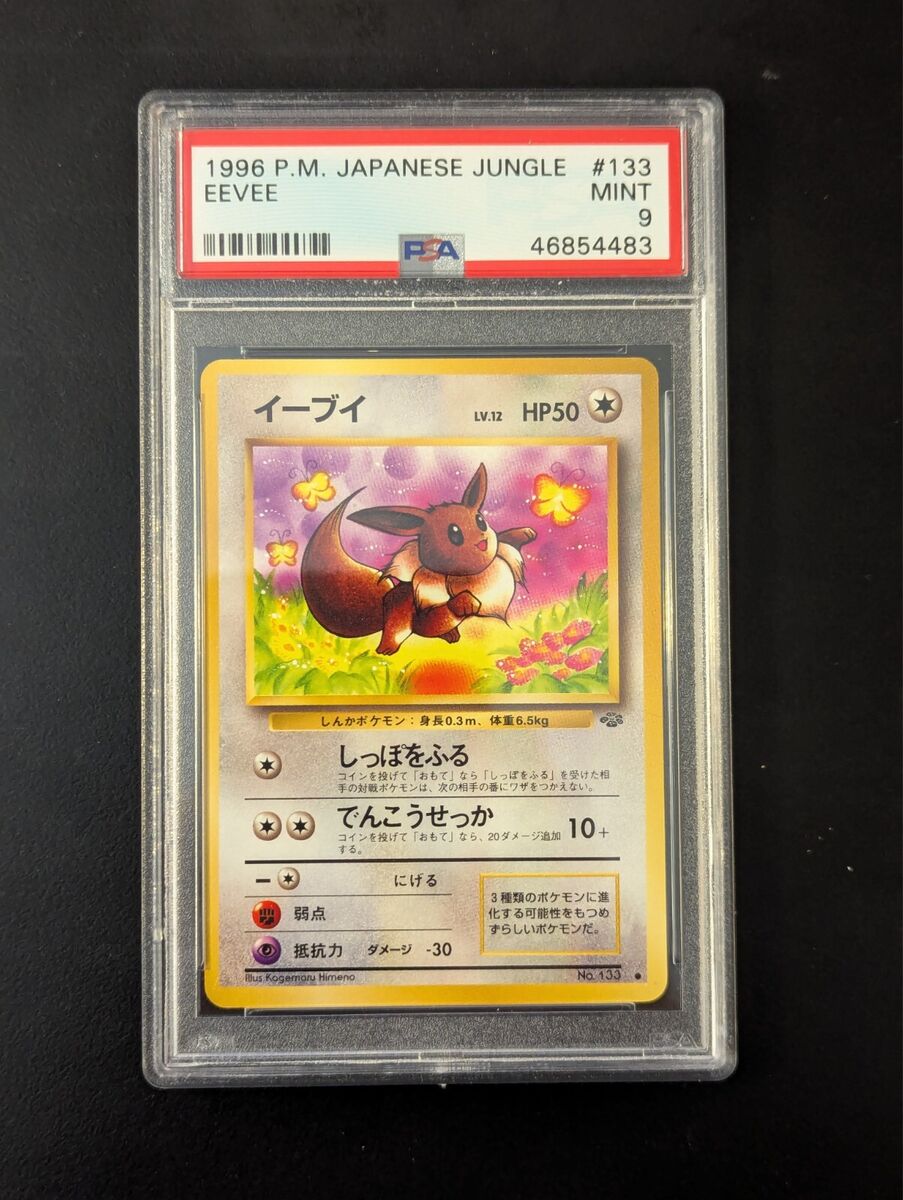 1996 P.M. JAPANESE JUNGLE #133
EEVEE MINT
9
PSA 46854483
イーブイ LV.12 HP50
しんかポケモン：身長0.3m、体重6.5kg
しっぽをふる
コインを投げて「おもて」なら「しっぽをふる」を受けた相
手の対戦ポケモンは、次の相手の番にワザをつかえない。
でんこうせっか 10+
コインを投げて「おもて」なら、20ダメージ追加
する。
にげる
弱点
抵抗力 ダメージ -30
3種類のポケモンに進
化する可能性をもつめ
ずらしいポケモンだ。
Illus Kagemaru Himeno No. 133